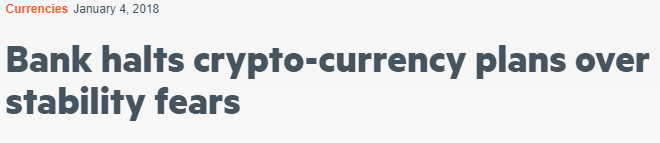 Currencies January 4, 2018
Bank halts crypto-currency plans over
stability fears